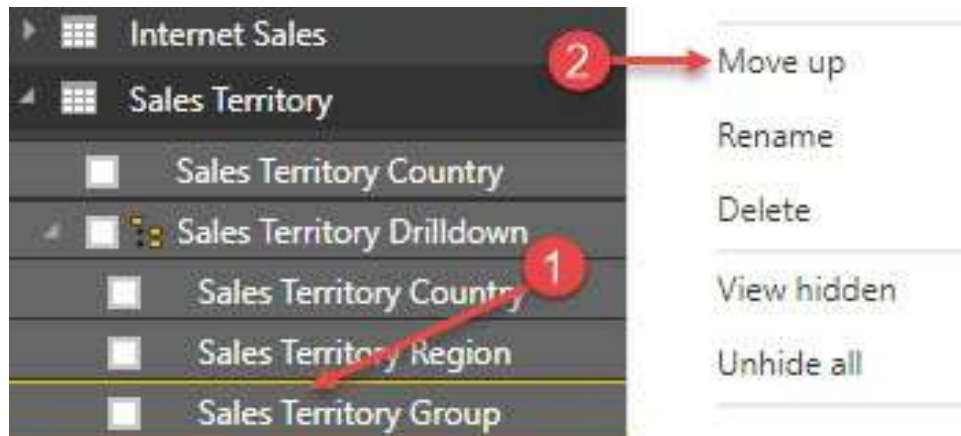 Internet Sales
Sales Territory
Sales Territory Country
Sales Territory Drilldown
Sales Territory Country
Sales Territory Region
Sales Territory Group
1
2
Move up
Rename
Delete
View hidden
Unhide all